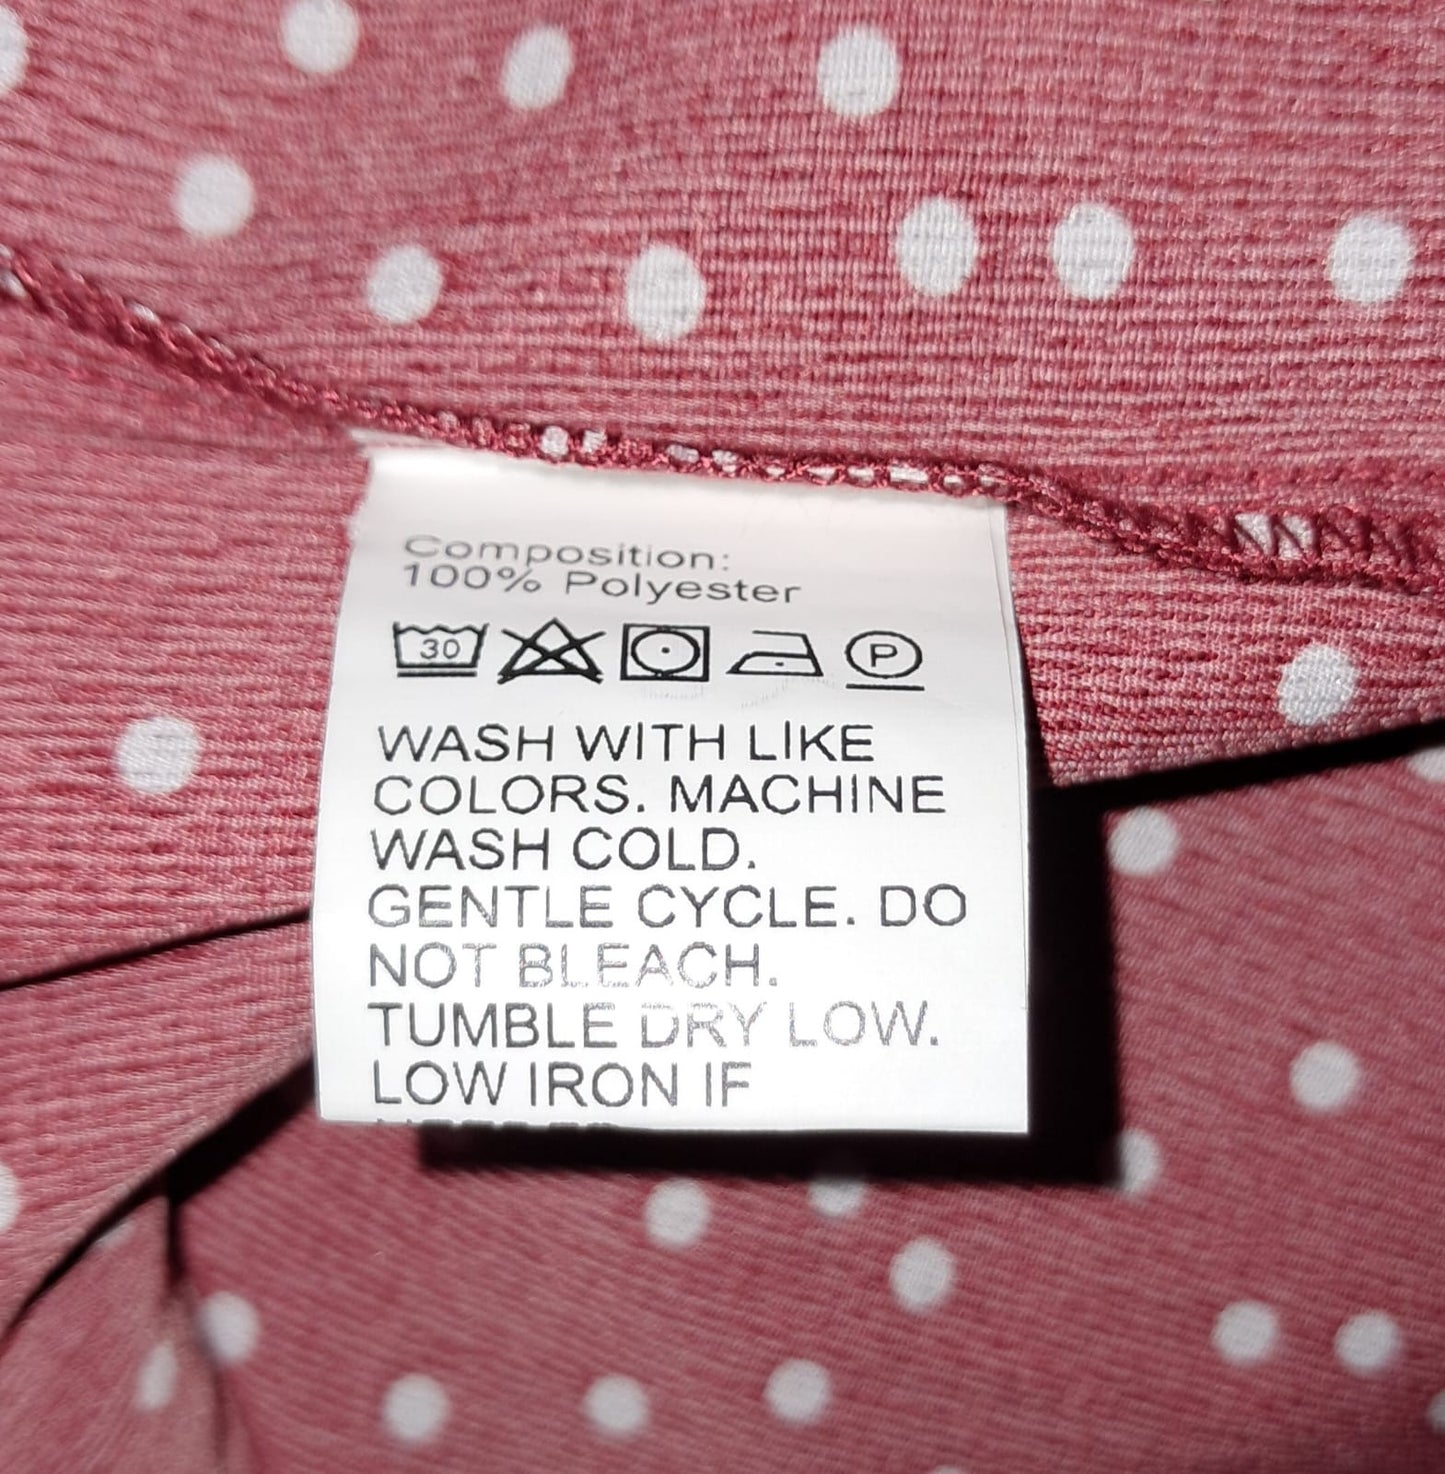 Composition:
100% Polyester
30 P
WASH WITH LIKE
COLORS. MACHINE
WASH COLD.
GENTLE CYCLE. DO
NOT BLEACH.
TUMBLE DRY LOW.
LOW IRON IF